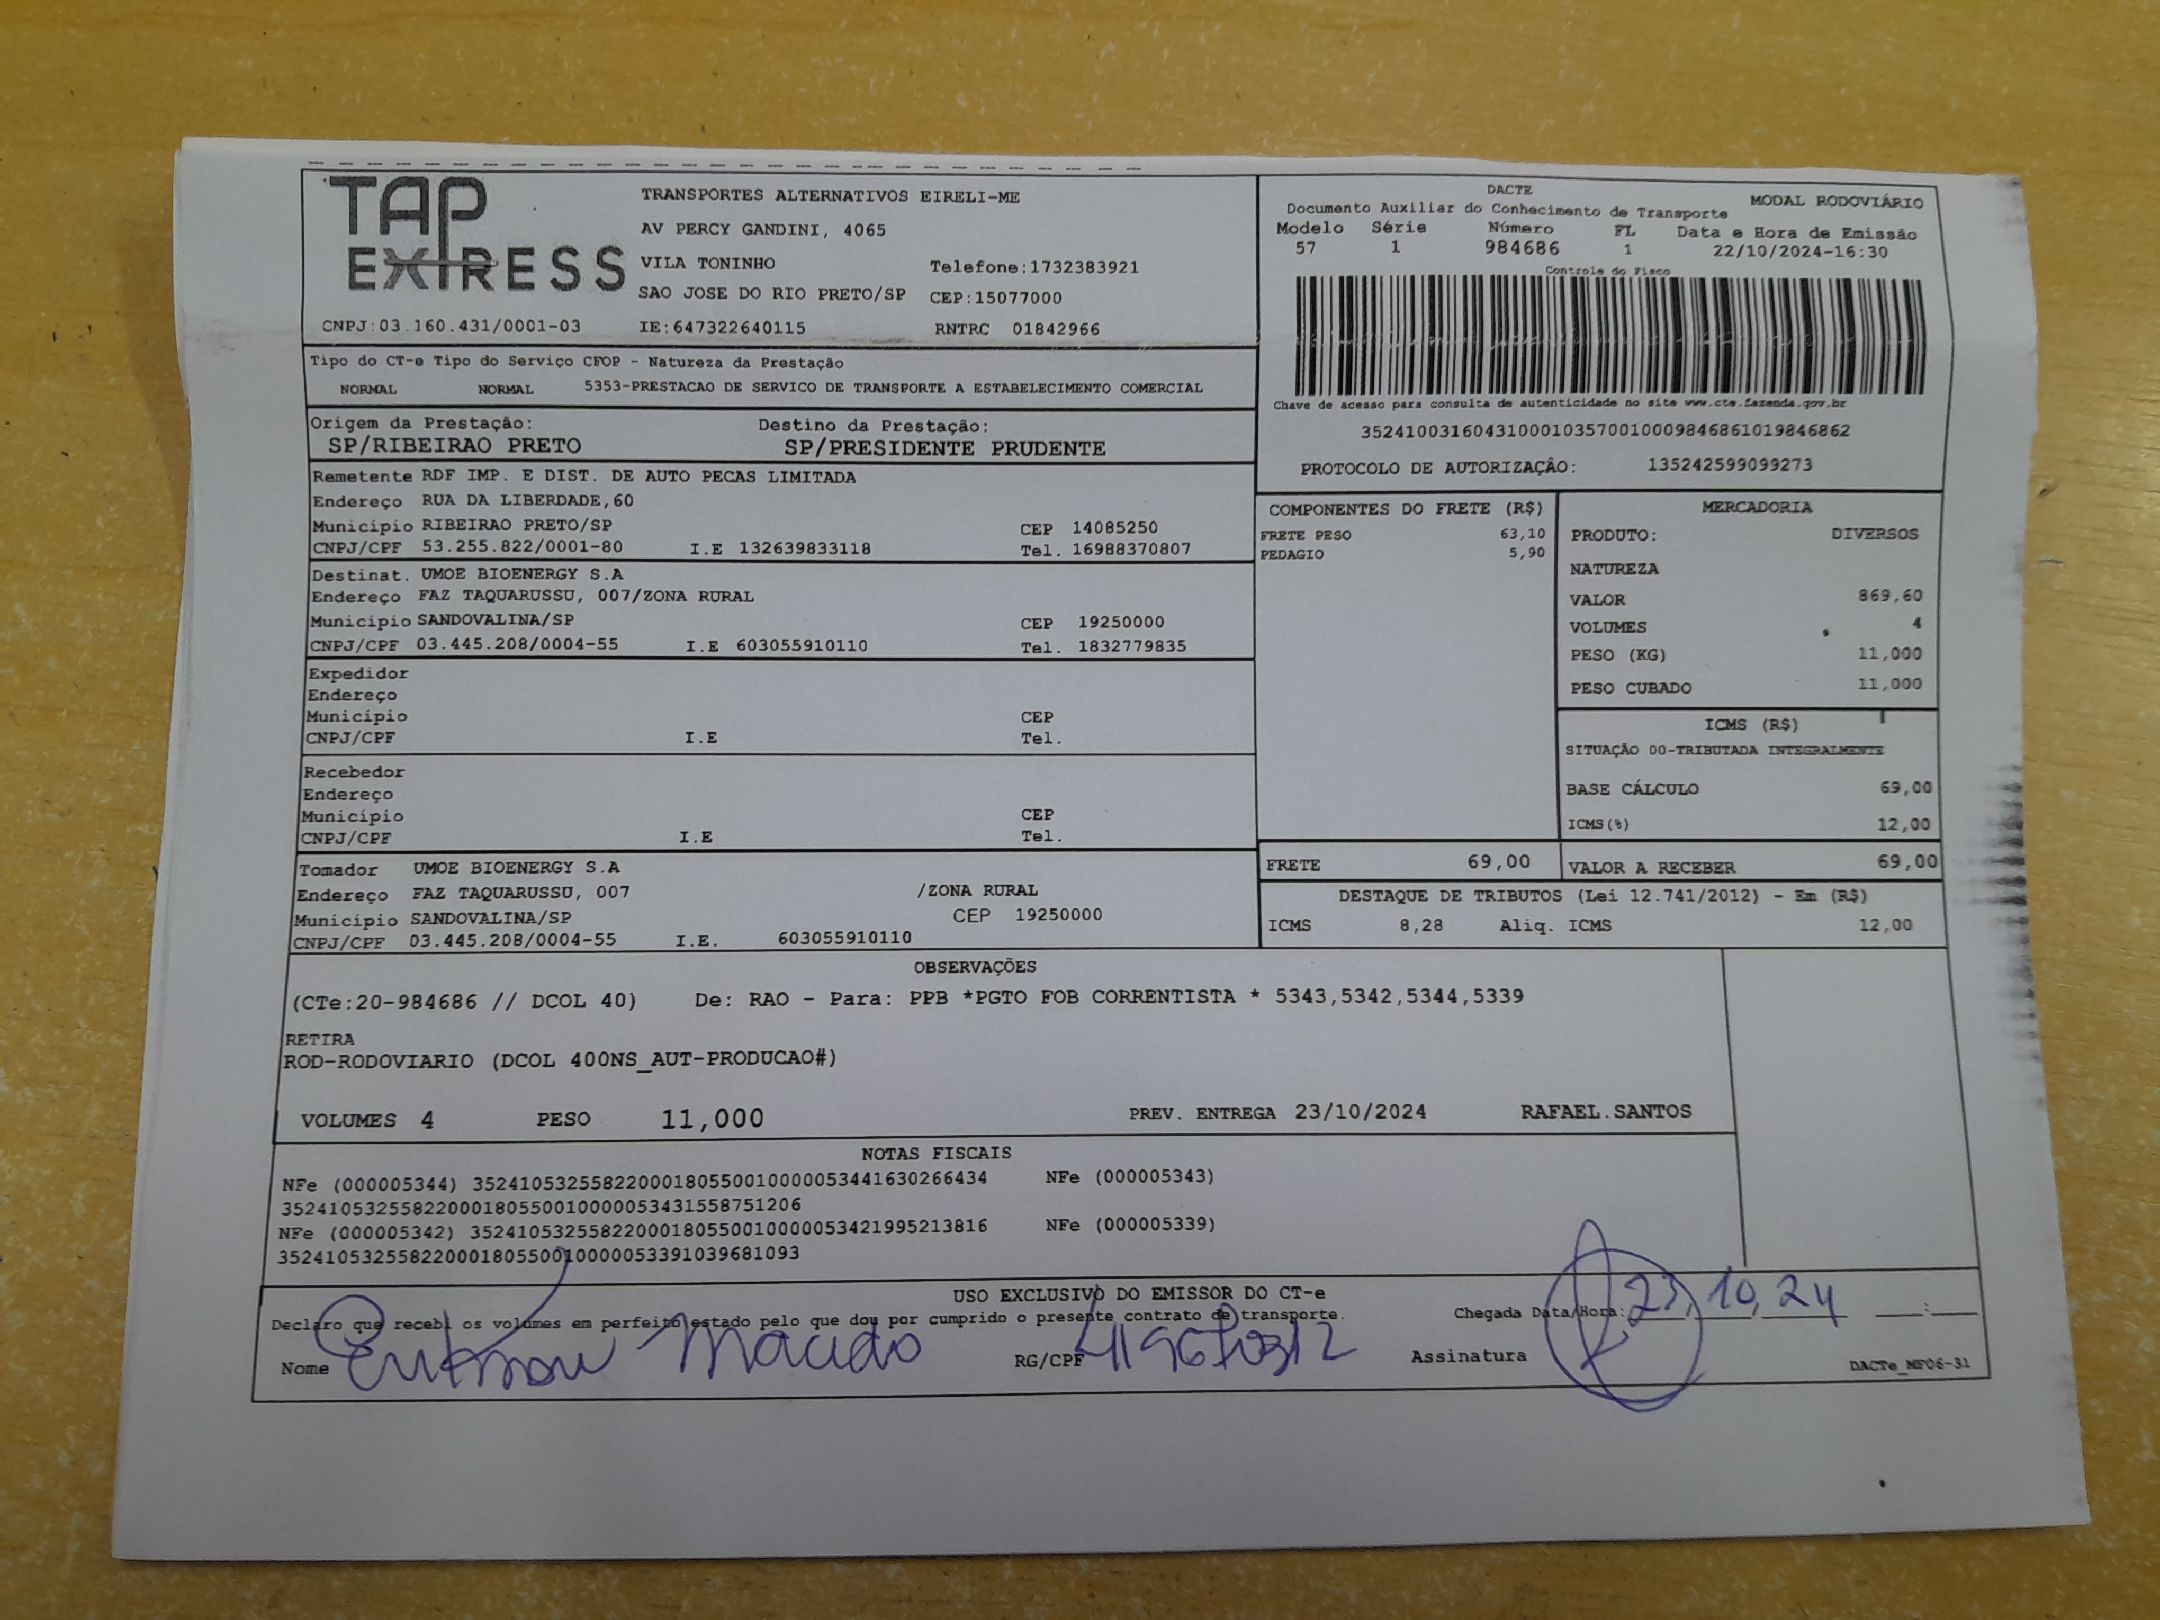 TAP
EXPRESS
TRANSPORTES ALTERNATIVOS EIRELI-ME
AV PERCY GANDINI, 4065
VILA TONINHO Telefone:1732383921
SAO JOSE DO RIO PRETO/SP CEP:15077000
CNPJ:03.160.431/0001-03 IE:647322640115 RNTRC 01842966
DACTE MODAL RODOVIÁRIO
Documento Auxiliar do Conhecimento de Transporte
Modelo Série Número FL Data e Hora de Emissão
57 1 984686 1 22/10/2024-16:30
Controle do Fisco
Chave de acesso para consulta de autenticidade no site www.cte.fazenda.gov.br
35241003160431000103570010009846861019846862
PROTOCOLO DE AUTORIZAÇÂO: 135242599099273
Tipo do CT-e Tipo do Serviço CFOP - Natureza da Prestação
NORMAL NORMAL 5353-PRESTACAO DE SERVICO DE TRANSPORTE A ESTABELECIMENTO COMERCIAL
Origem da Prestação: Destino da Prestação:
SP/RIBEIRAO PRETO SP/PRESIDENTE PRUDENTE
Remetente RDF IMP. E DIST. DE AUTO PECAS LIMITADA
Endereço RUA DA LIBERDADE,60
Município RIBEIRAO PRETO/SP CEP 14085250
CNPJ/CPF 53.255.822/0001-80 I.E 132639833118 Tel. 16988370807
Destinat. UMOE BIOENERGY S.A
Endereço FAZ TAQUARUSSU, 007/ZONA RURAL
Município SANDOVALINA/SP CEP 19250000
CNPJ/CPF 03.445.208/0004-55 I.E 603055910110 Tel. 1832779835
Expedidor
Endereço
Município CEP
CNPJ/CPF I.E Tel.
Recebedor
Endereço
Município CEP
CNPJ/CPF I.E Tel.
Tomador UMOE BIOENERGY S.A
Endereço FAZ TAQUARUSSU, 007 /ZONA RURAL
Município SANDOVALINA/SP CEP 19250000
CNPJ/CPF 03.445.208/0004-55 I.E. 603055910110
COMPONENTES DO FRETE (R$)
FRETE PESO 63,10
PEDAGIO 5,90
MERCADORIA
PRODUTO: DIVERSOS
NATUREZA
VALOR 869,60
VOLUMES 4
PESO (KG) 11,000
PESO CUBADO 11,000
ICMS (R$)
SITUAÇÃO 00-TRIBUTADA INTEGRALMENTE
BASE CÁLCULO 69,00
ICMS(%) 12,00
FRETE 69,00 VALOR A RECEBER 69,00
DESTAQUE DE TRIBUTOS (Lei 12.741/2012) - Em (R$)
ICMS 8,28 Aliq. ICMS 12,00
OBSERVAÇÕES
(CTe:20-984686 // DCOL 40) De: RAO - Para: PPB *PGTO FOB CORRENTISTA * 5343,5342,5344,5339
RETIRA
ROD-RODOVIARIO (DCOL 400NS_AUT-PRODUCAO#)
VOLUMES 4 PESO 11,000 PREV. ENTREGA 23/10/2024 RAFAEL.SANTOS
NOTAS FISCAIS
NFe (000005344) 35241053255822000180550010000053441630266434 NFe (000005343)
35241053255822000180550010000053431558751206
NFe (000005342) 35241053255822000180550010000053421995213816 NFe (000005339)
35241053255822000180550010000053391039681093
USO EXCLUSIVO DO EMISSOR DO CT-e
Declaro que recebi os volumes em perfeito estado pelo que dou por cumprido o presente contrato de transporte. Chegada Data/Hora: 23,10,24 :
Nome Macedo RG/CPF Assinatura DACTe_MF06-31